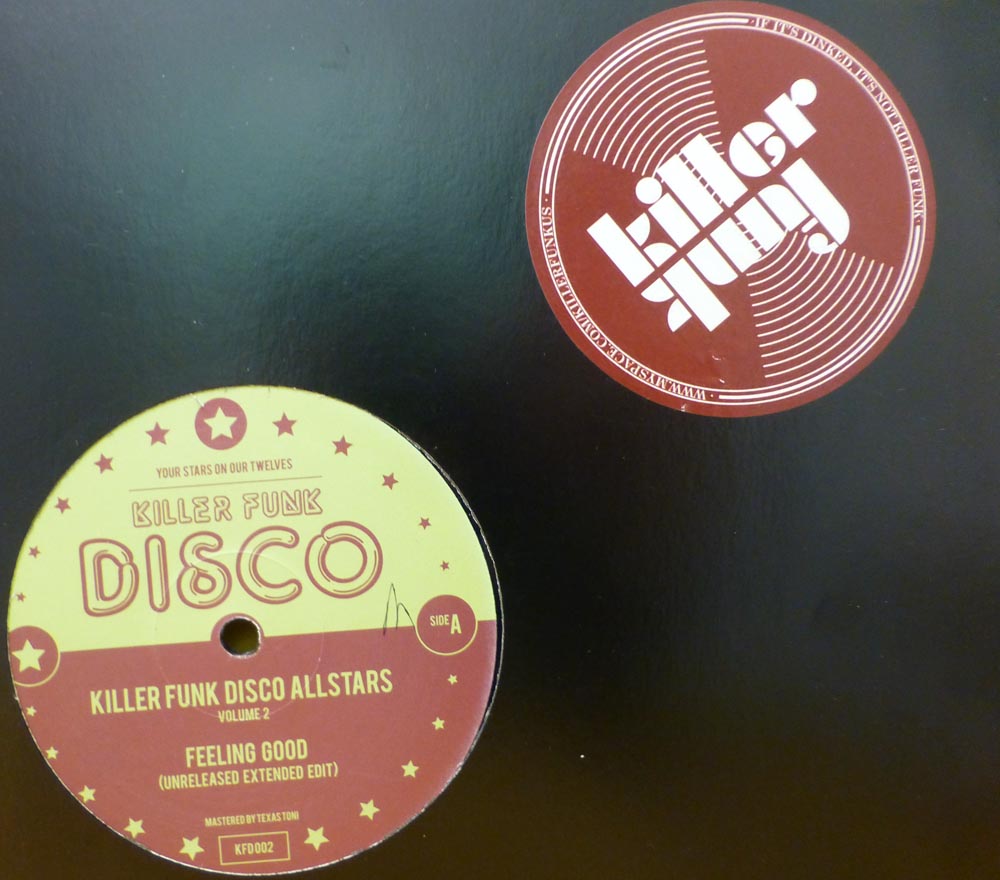 · IF IT'S DINKED, IT'S NOT KILLER FUNK ·
killer
funk
WWW.MYSPACE.COM/KILLERFUNKUS ·
YOUR STARS ON OUR TWELVES
KILLER FUNK
DISCO
SIDE A
KILLER FUNK DISCO ALLSTARS
VOLUME 2
FEELING GOOD
(UNRELEASED EXTENDED EDIT)
MASTERED BY TEXAS TONI
KFD002